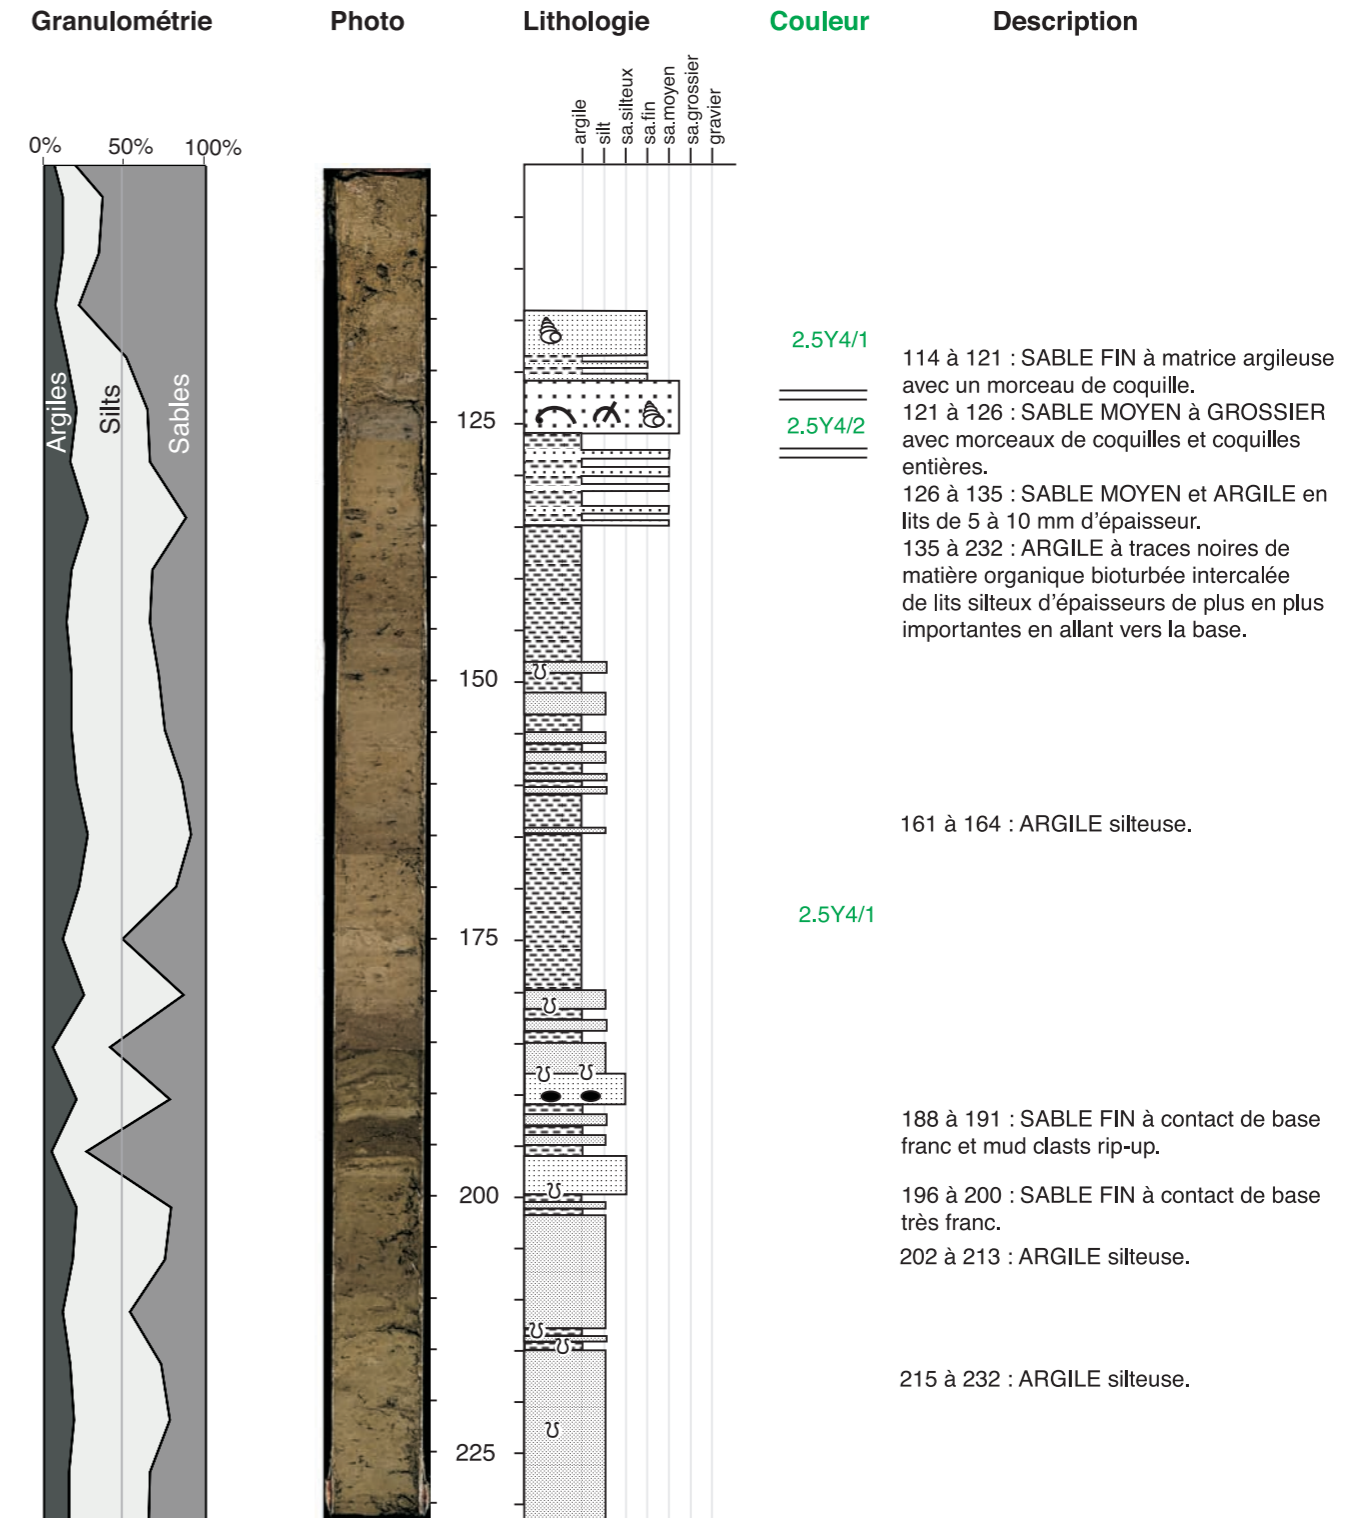 Granulométrie
Photo
Lithologie
Couleur
Description
argile
silt
sa.silteux
sa.fin
sa.moyen
sa.grossier
gravier
0%
50%
100%
Argiles
Silts
Sables
125
150
175
200
225
2.5Y4/1
2.5Y4/2
2.5Y4/1
114 à 121 : SABLE FIN à matrice argileuse
avec un morceau de coquille.
121 à 126 : SABLE MOYEN à GROSSIER
avec morceaux de coquilles et coquilles
entières.
126 à 135 : SABLE MOYEN et ARGILE en
lits de 5 à 10 mm d'épaisseur.
135 à 232 : ARGILE à traces noires de
matière organique bioturbée intercalée
de lits silteux d'épaisseurs de plus en plus
importantes en allant vers la base.
161 à 164 : ARGILE silteuse.
188 à 191 : SABLE FIN à contact de base
franc et mud clasts rip-up.
196 à 200 : SABLE FIN à contact de base
très franc.
202 à 213 : ARGILE silteuse.
215 à 232 : ARGILE silteuse.